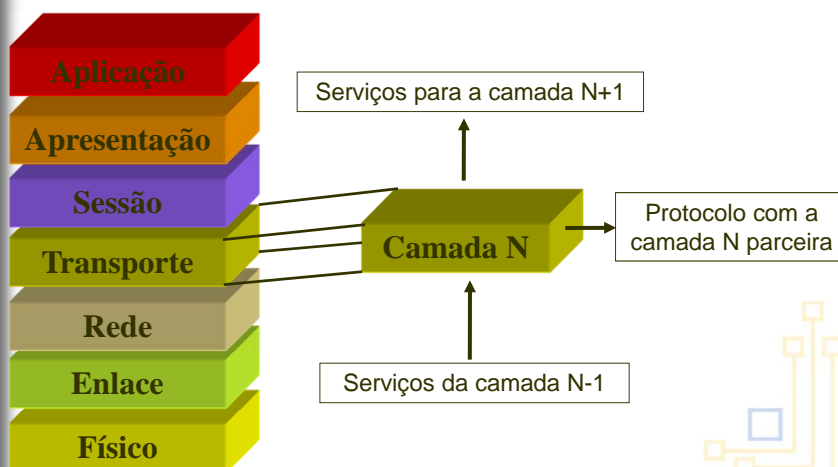 Aplicação
Apresentação
Sessão
Transporte
Rede
Enlace
Físico
Serviços para a camada N+1
Camada N
Protocolo com a
camada N parceira
Serviços da camada N-1